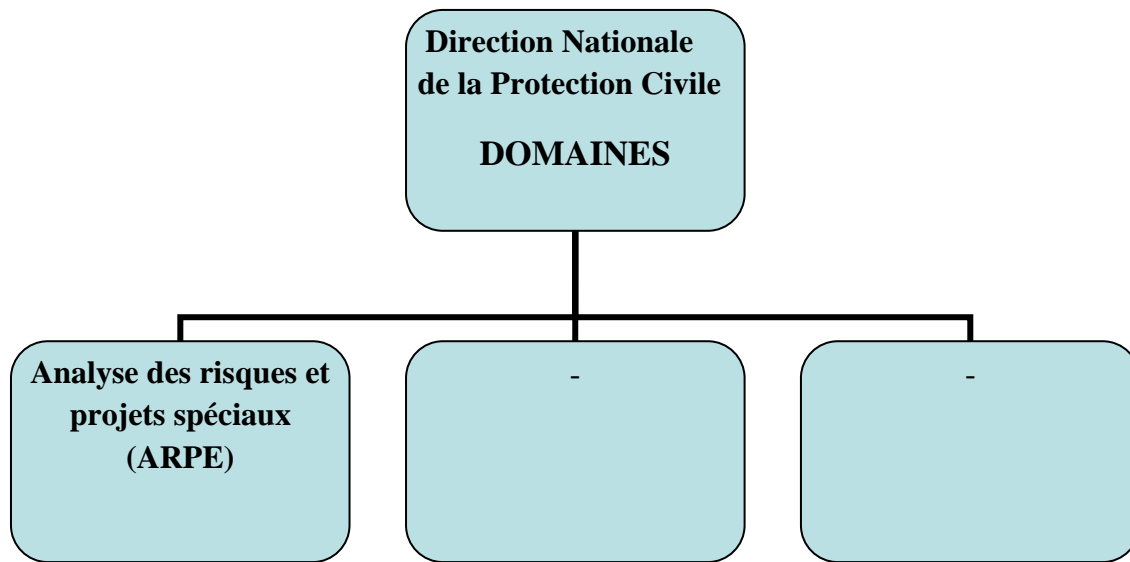 Direction Nationale
de la Protection Civile
DOMAINES
Analyse des risques et
projets spéciaux
(ARPE)
-
-